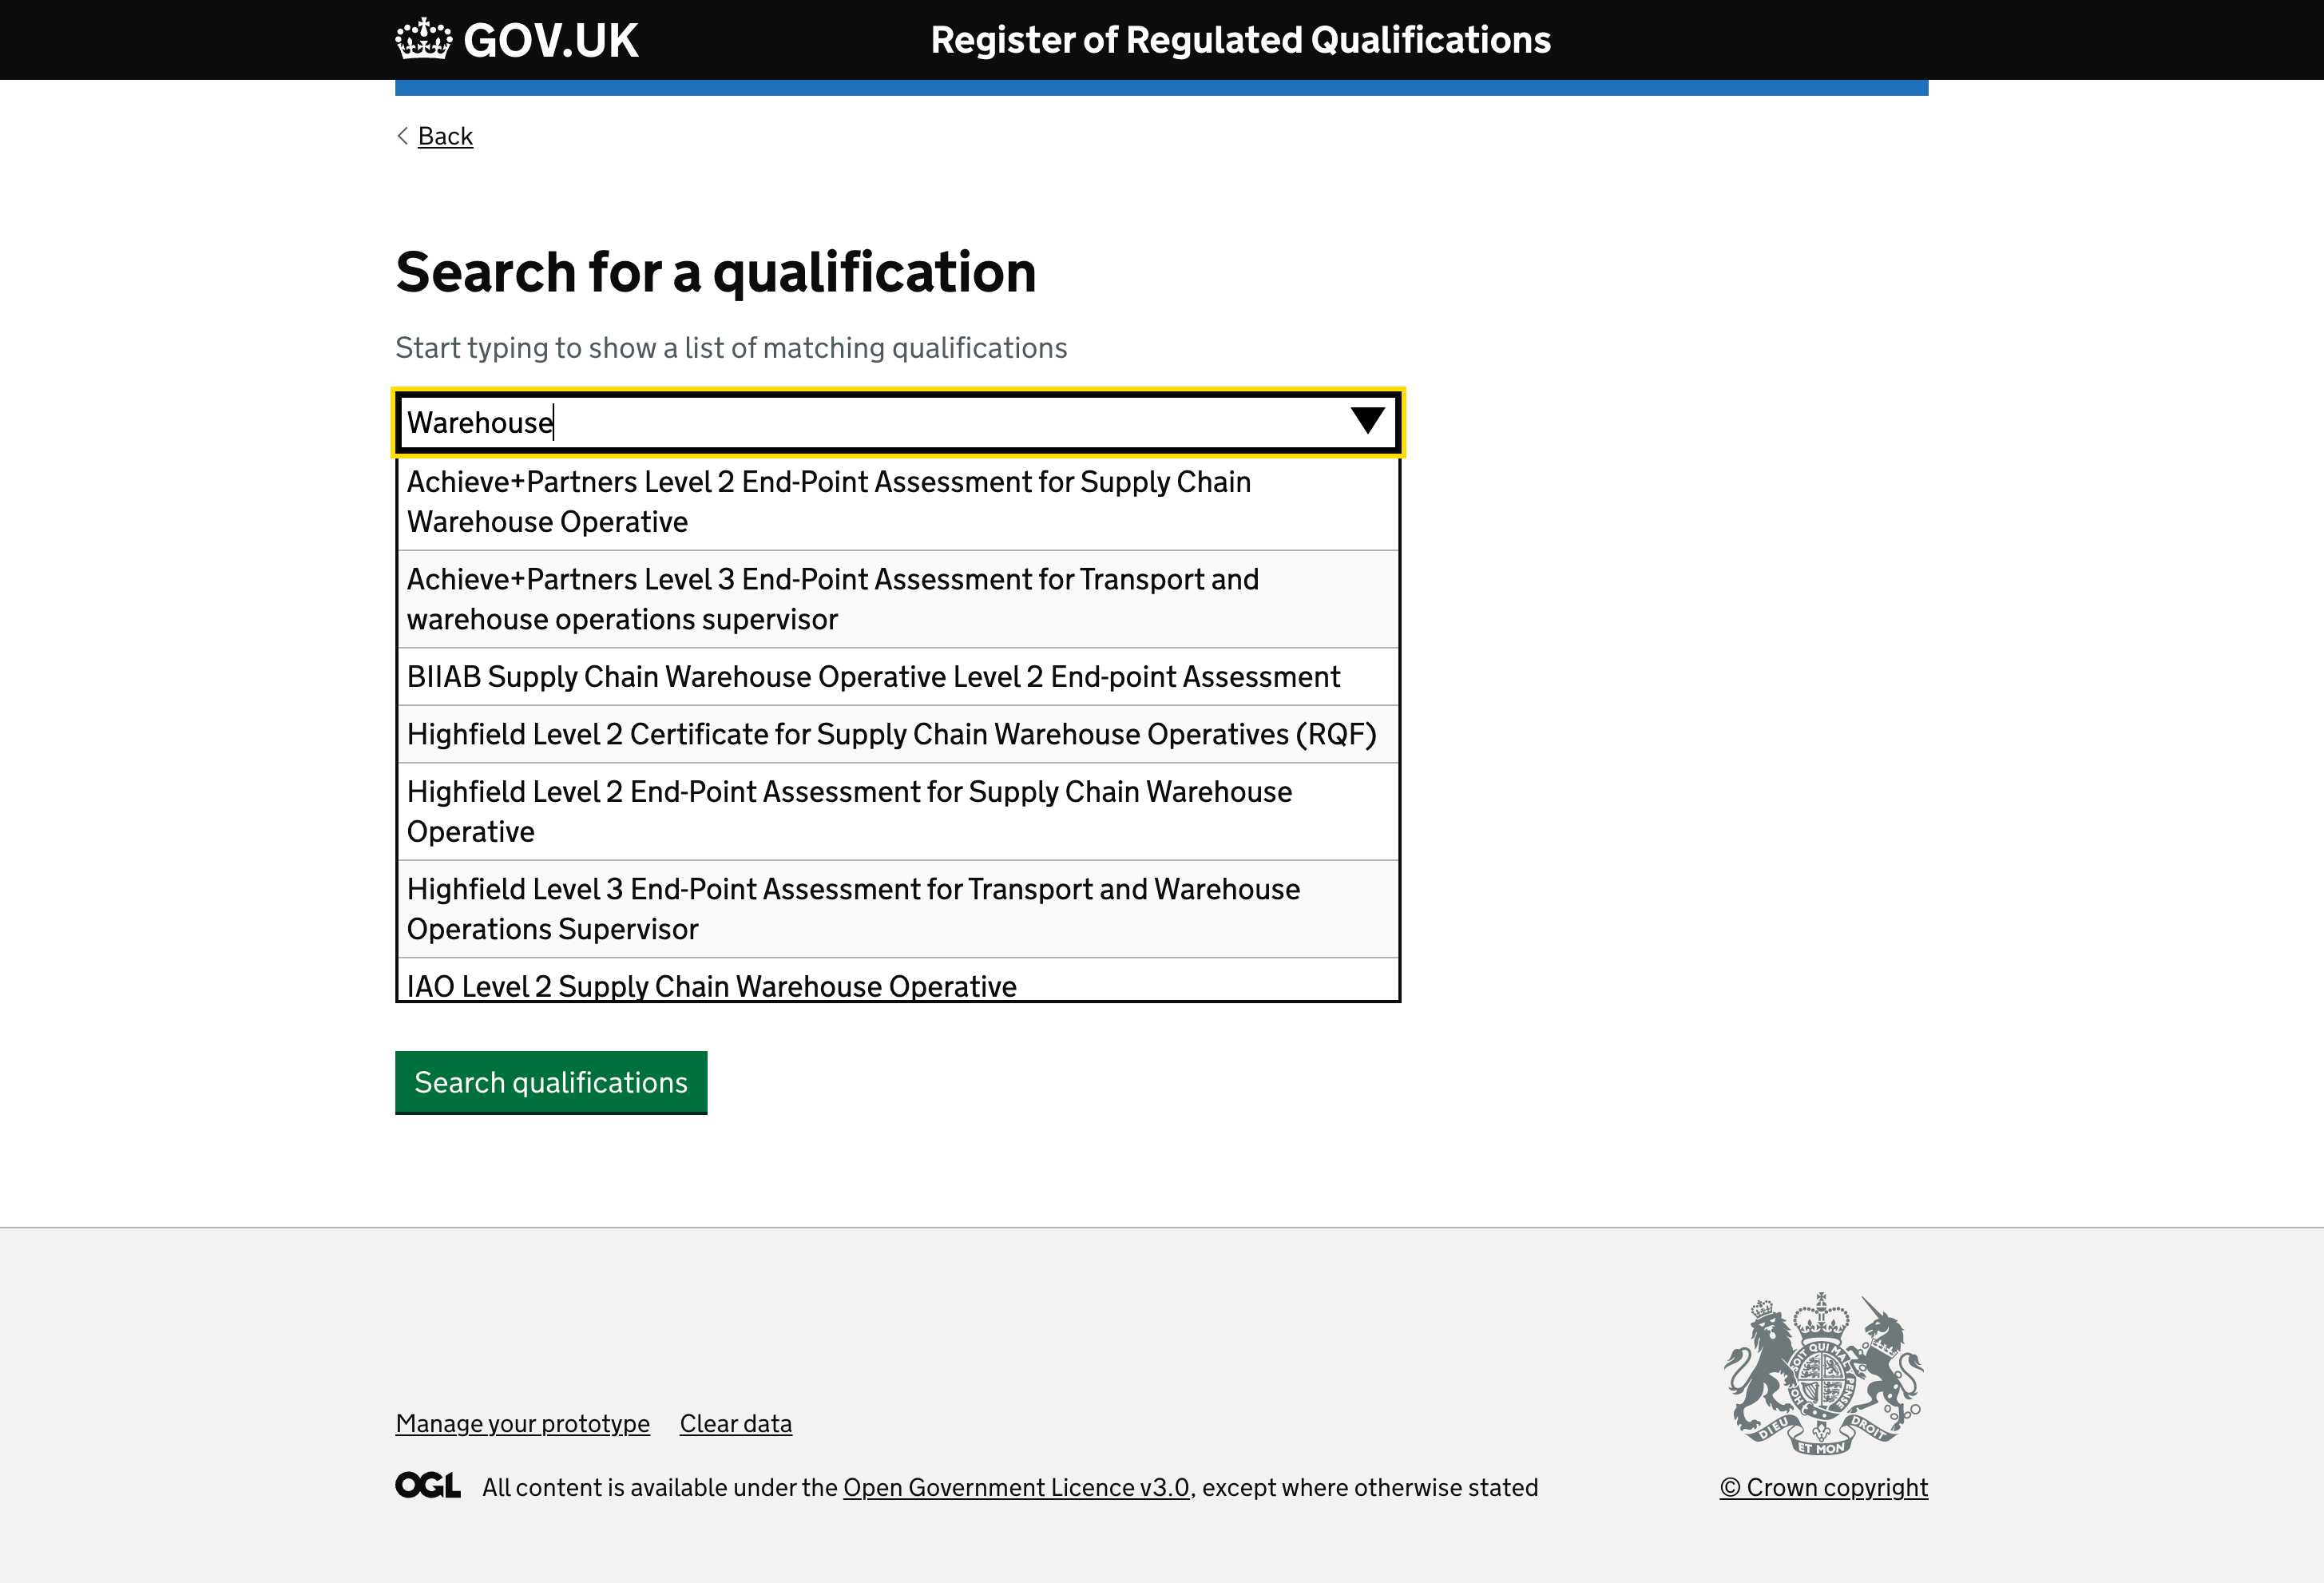 GOV.UK
Register of Regulated Qualifications
Back
Search for a qualification
Start typing to show a list of matching qualifications
Warehouse
Achieve+Partners Level 2 End-Point Assessment for Supply Chain
Warehouse Operative
Achieve+Partners Level 3 End-Point Assessment for Transport and
warehouse operations supervisor
BIIAB Supply Chain Warehouse Operative Level 2 End-point Assessment
Highfield Level 2 Certificate for Supply Chain Warehouse Operatives (RQF)
Highfield Level 2 End-Point Assessment for Supply Chain Warehouse
Operative
Highfield Level 3 End-Point Assessment for Transport and Warehouse
Operations Supervisor
IAO Level 2 Supply Chain Warehouse Operative
Search qualifications
SOIT QUI MAL
PENSE
HON
DIEU
ET MON
DROIT
Manage your prototype Clear data
OGL All content is available under the Open Government Licence v3.0, except where otherwise stated
© Crown copyright